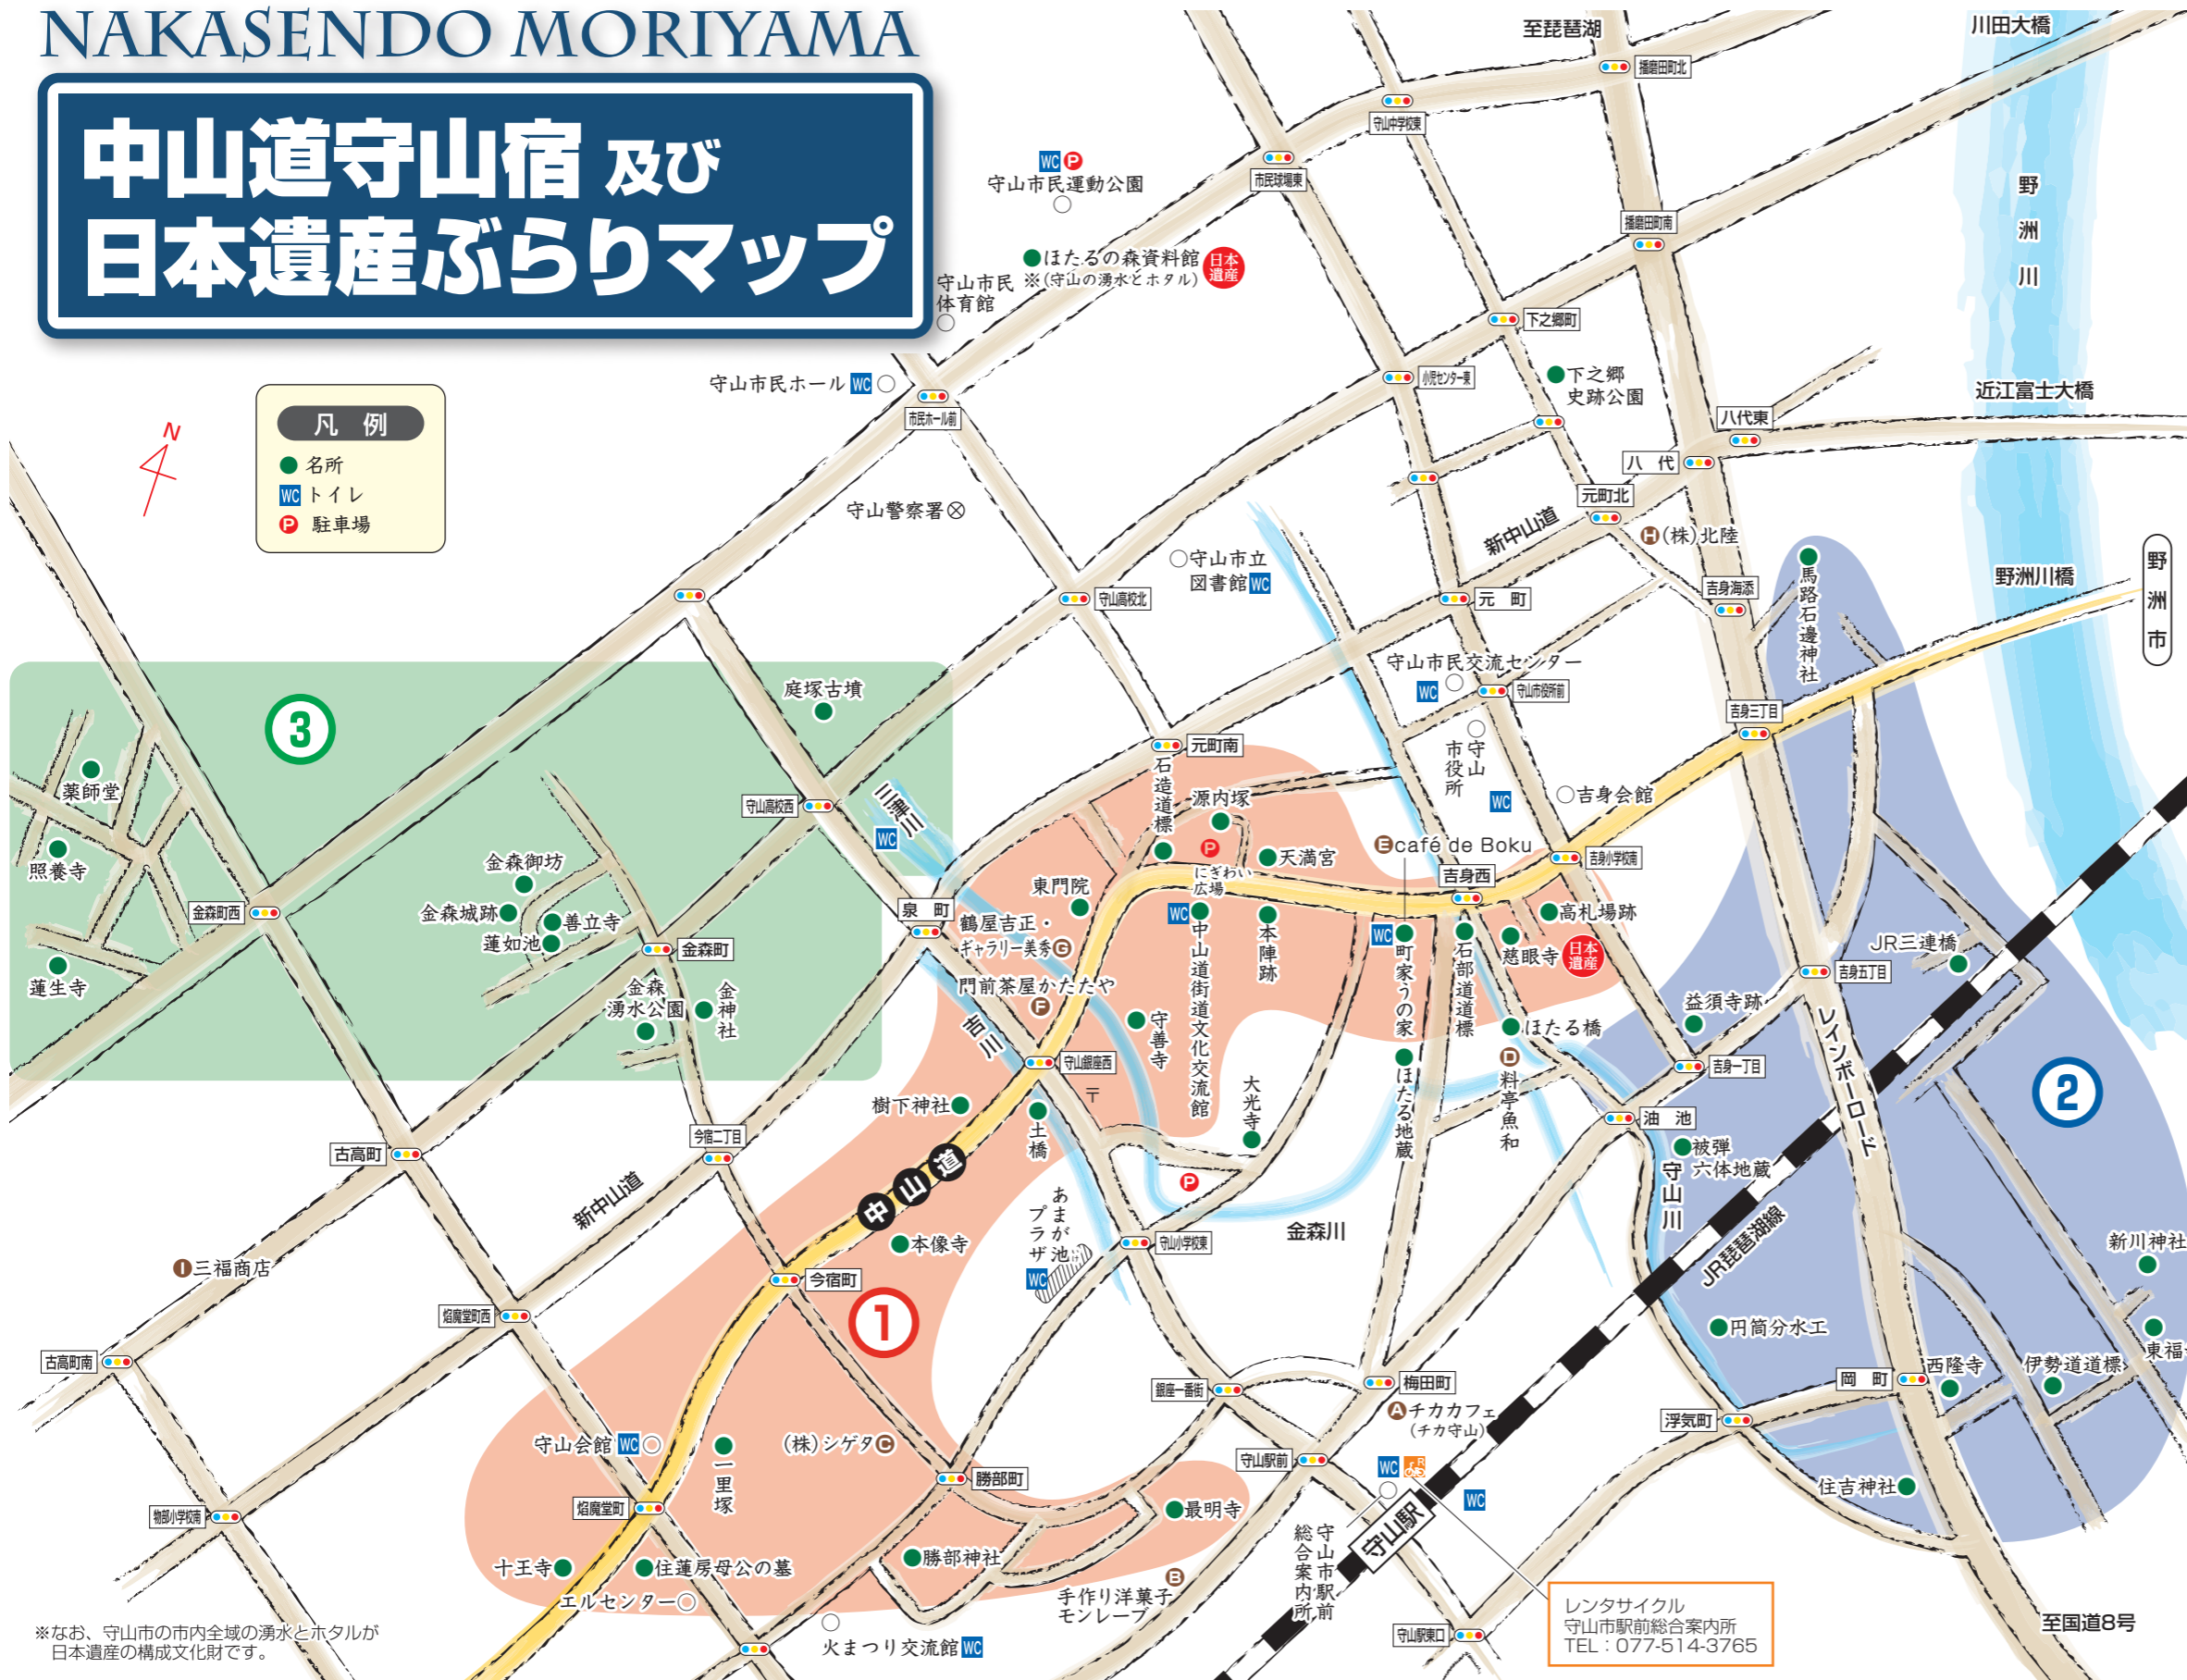 NAKASENDO MORIYAMA
中山道守山宿 及び
日本遺産ぶらりマップ
凡 例
名所
WC トイレ
P 駐車場
N
至琵琶湖
川田大橋
播磨田町北
守山中学校東
市民球場東
WC P
守山市民運動公園
播磨田町南
野洲川
ほたるの森資料館
※(守山の湧水とホタル)
日本
遺産
守山市民
体育館
下之郷町
守山市民ホール WC
市民ホール前
小児センター東
下之郷
史跡公園
近江富士大橋
八代東
八 代
元町北
守山警察署
新中山道
H (株)北陸
守山市立
図書館 WC
守山高校北
元 町
吉身海添
馬路石邊神社
野洲川橋
野洲市
3
庭塚古墳
守山市民交流センター
WC
守山市役所前
吉身三丁目
元町南
守山
市役所
WC
石造道標
源内塚
吉身会館
薬師堂
守山高校西
三津川
WC
P
天満宮
E café de Boku
吉身小学校南
照養寺
金森御坊
にぎわい
広場
吉身西
東門院
金森町西
金森城跡
善立寺
蓮如池
泉 町
鶴屋吉正・
ギャラリー美秀 G
WC
中山道街道文化交流館
本陣跡
WC
町家うの家
石部道道標
高札場跡
慈眼寺
日本
遺産
JR三連橋
金森町
吉身五丁目
蓮生寺
金森
湧水公園
金神社
門前茶屋かたたや
F
吉川
守善寺
ほたる橋
益須寺跡
レインボーロード
守山銀座西
〒
D
料亭魚和
吉身一丁目
2
ほたる地蔵
大光寺
樹下神社
土橋
油 池
古高町
今宿二丁目
被弾
六体地蔵
中山道
守山川
P
あまが池
プラザ
WC
新中山道
本像寺
守山小学校東
金森川
JR琵琶湖線
新川神社
I 三福商店
今宿町
1
焔魔堂町西
円筒分水工
東福
古高町南
西隆寺
伊勢道道標
岡 町
銀座一番街
梅田町
A チカカフェ
(チカ守山)
浮気町
守山会館 WC
一里塚
(株)シゲタ C
守山駅前
WC
R
勝部町
住吉神社
WC
焔魔堂町
最明寺
物部小学校南
守山駅
守山市駅前
総合案内所
十王寺
住蓮房母公の墓
勝部神社
B
手作り洋菓子
モンレーブ
エルセンター
レンタサイクル
守山市駅前総合案内所
TEL：077-514-3765
至国道8号
守山駅東口
火まつり交流館 WC
※なお、守山市の市内全域の湧水とホタルが
日本遺産の構成文化財です。